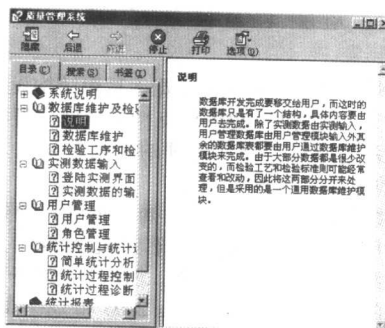 质量管理系统
隐藏 后退 前进 停止 打印 选项(O)
目录(C) 搜索(S) 书签(I)
系统说明
数据库维护及检
说明
数据库维护
检验工序和检
实测数据输入
登陆实测界面
实测数据的输
用户管理
用户管理
角色管理
统计控制与统计
简单统计分析
统计过程控制
统计过程诊断
统计报表
说明
数据库开发完成要移交给用户，而这时的
数据库只是有了一个结构，具体内容要由
用户去完成。除了实测数据由实测输入，
用户管理数据库由用户管理模块输入外其
余的数据库表都要由用户通过数据库维护
模块来完成。由于大部分数据都是很少改
变的，而检验工艺和检验标准则可能经常
查看和改动，因此将这两部分分开来处
理，但是采用的是一个通用数据库维护模
块。